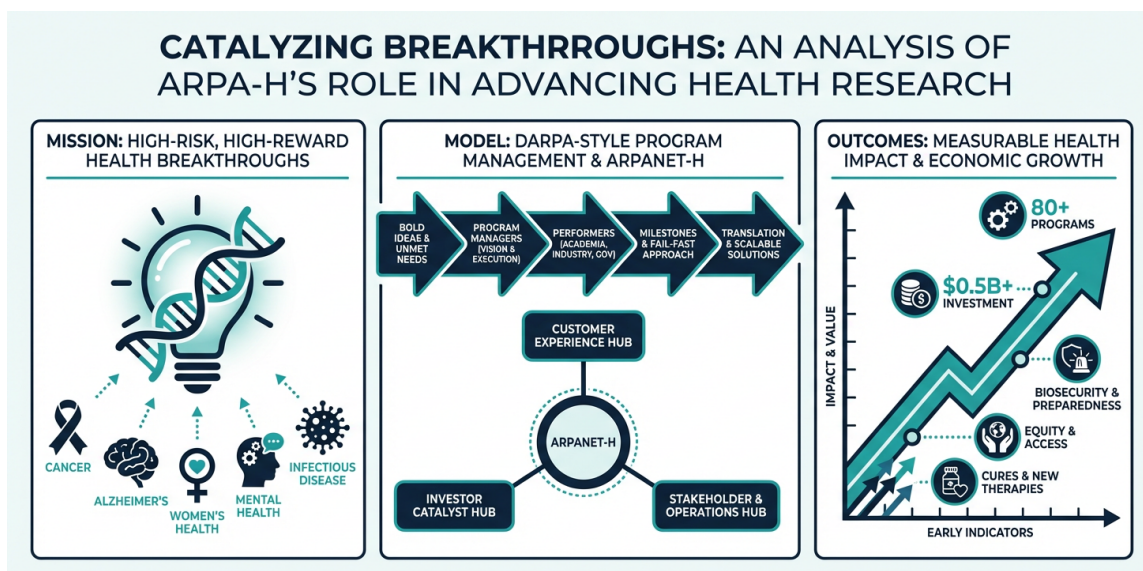 CATALYZING BREAKTHRROUGHS: AN ANALYSIS OF
ARPA-H'S ROLE IN ADVANCING HEALTH RESEARCH
MISSION: HIGH-RISK, HIGH-REWARD
HEALTH BREAKTHROUGHS
CANCER
ALZHEIMER'S
WOMEN'S
HEALTH
MENTAL
HEALTH
INFECTIOUS
DISEASE
MODEL: DARPA-STYLE PROGRAM
MANAGEMENT & ARPANET-H
BOLD
IDEAE &
UNMET
NEEDS
PROGRAM
MANAGERS
(VISION &
EXECUTION)
PERFORMERS
(ACADEMIA,
INDUSTRY, GOV)
MILESTONES
& FAIL-FAST
APPROACH
TRANSLATION
& SCALABLE
SOLUTIONS
CUSTOMER
EXPERIENCE HUB
ARPANET-H
INVESTOR
CATALYST HUB
STAKEHOLDER &
OPERATIONS HUB
OUTCOMES: MEASURABLE HEALTH
IMPACT & ECONOMIC GROWTH
80+
PROGRAMS
$0.5B+
INVESTMENT
$
IMPACT & VALUE
BIOSECURITY &
PREPAREDNESS
EQUITY &
ACCESS
CURES & NEW
THERAPIES
EARLY INDICATORS